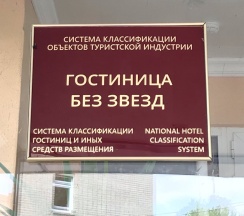 СИСТЕМА КЛАССИФИКАЦИИ
ОБЪЕКТОВ ТУРИСТСКОЙ ИНДУСТРИИ
ГОСТИНИЦА
БЕЗ ЗВЕЗД
СИСТЕМА КЛАССИФИКАЦИИ
ГОСТИНИЦ И ИНЫХ
СРЕДСТВ РАЗМЕЩЕНИЯ
NATIONAL HOTEL
CLASSIFICATION
SYSTEM